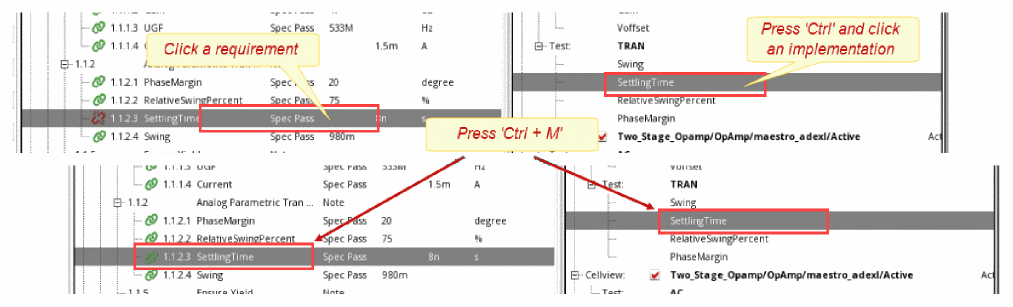 Gain
1.1.1.3 UGF Spec Pass 533M Hz
Voffset
1.1.1.4 1.5m A
Test: TRAN
Click a requirement
Press 'Ctrl' and click
an implementation
Swing
1.1.2
1.1.2.1 PhaseMargin Spec Pass 20 degree
SettlingTime
1.1.2.2 RelativeSwingPercent Spec Pass 75 %
RelativeSwingPercent
1.1.2.3 SettlingTime Spec Pass 8n s
PhaseMargin
1.1.2.4 Swing Spec Pass 980m
Two_Stage_Opamp/OpAmp/maestro_adexl/Active Act
Press 'Ctrl + M'
1.1.1.3 UGF Spec Pass 533M Hz
Voffset
1.1.1.4 Current Spec Pass 1.5m A
Test: TRAN
1.1.2 Analog Parametric Tran ... Note
Swing
1.1.2.1 PhaseMargin Spec Pass 20 degree
SettlingTime
1.1.2.2 RelativeSwingPercent Spec Pass 75 %
RelativeSwingPercent
1.1.2.3 SettlingTime Spec Pass 8n s
PhaseMargin
1.1.2.4 Swing Spec Pass 980m
Cellview: Two_Stage_Opamp/OpAmp/maestro_adexl/Active Act
1.1.5 Ensure Yield Note
Test: AC